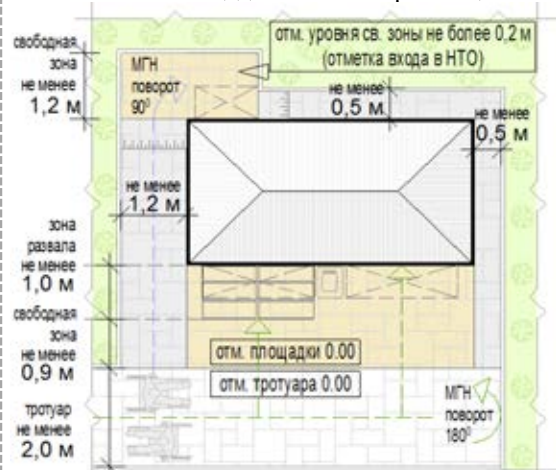 отм. уровня св. зоны не более 0,2 м
(отметка входа в НТО)
свободная
зона
не менее
1,2 м
МГН
поворот
90⁰
не менее
0,5 м
не менее
0,5 м
не менее
1,2 м
зона
развала
не менее
1,0 м
свободная
зона
не менее
0,9 м
отм. площадки 0.00
отм. тротуара 0.00
тротуар
не менее
2,0 м
МГН
поворот
180⁰